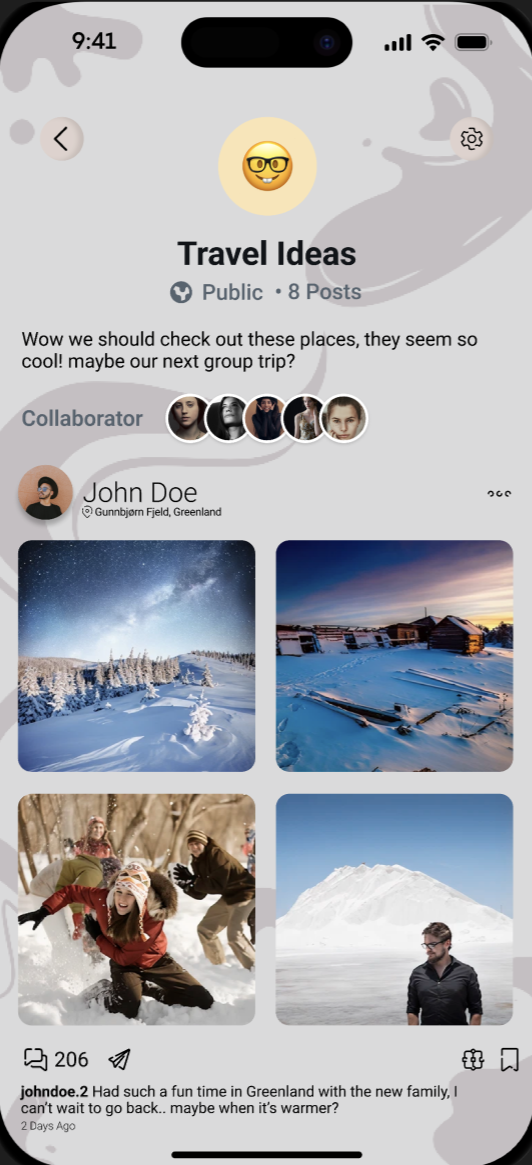 9:41
Travel Ideas
Public • 8 Posts
Wow we should check out these places, they seem so
cool! maybe our next group trip?
Collaborator
John Doe
Gunnbjørn Fjeld, Greenland
206
johndoe.2 Had such a fun time in Greenland with the new family, I
can't wait to go back.. maybe when it's warmer?
2 Days Ago